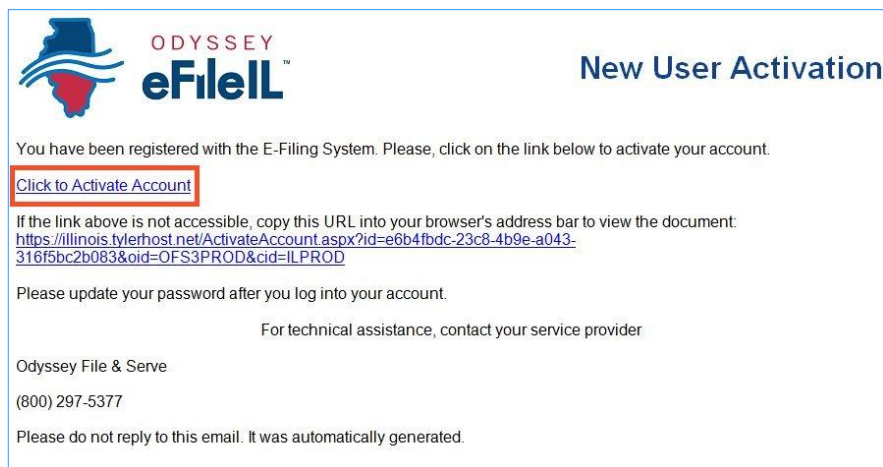 ODYSSEY
eFileIL™
New User Activation
You have been registered with the E-Filing System. Please, click on the link below to activate your account.
Click to Activate Account
If the link above is not accessible, copy this URL into your browser's address bar to view the document:
https://illinois.tylerhost.net/ActivateAccount.aspx?id=e6b4fbdc-23c8-4b9e-a043-
316f5bc2b083&oid=OFS3PROD&cid=ILPROD
Please update your password after you log into your account.
For technical assistance, contact your service provider
Odyssey File & Serve
(800) 297-5377
Please do not reply to this email. It was automatically generated.